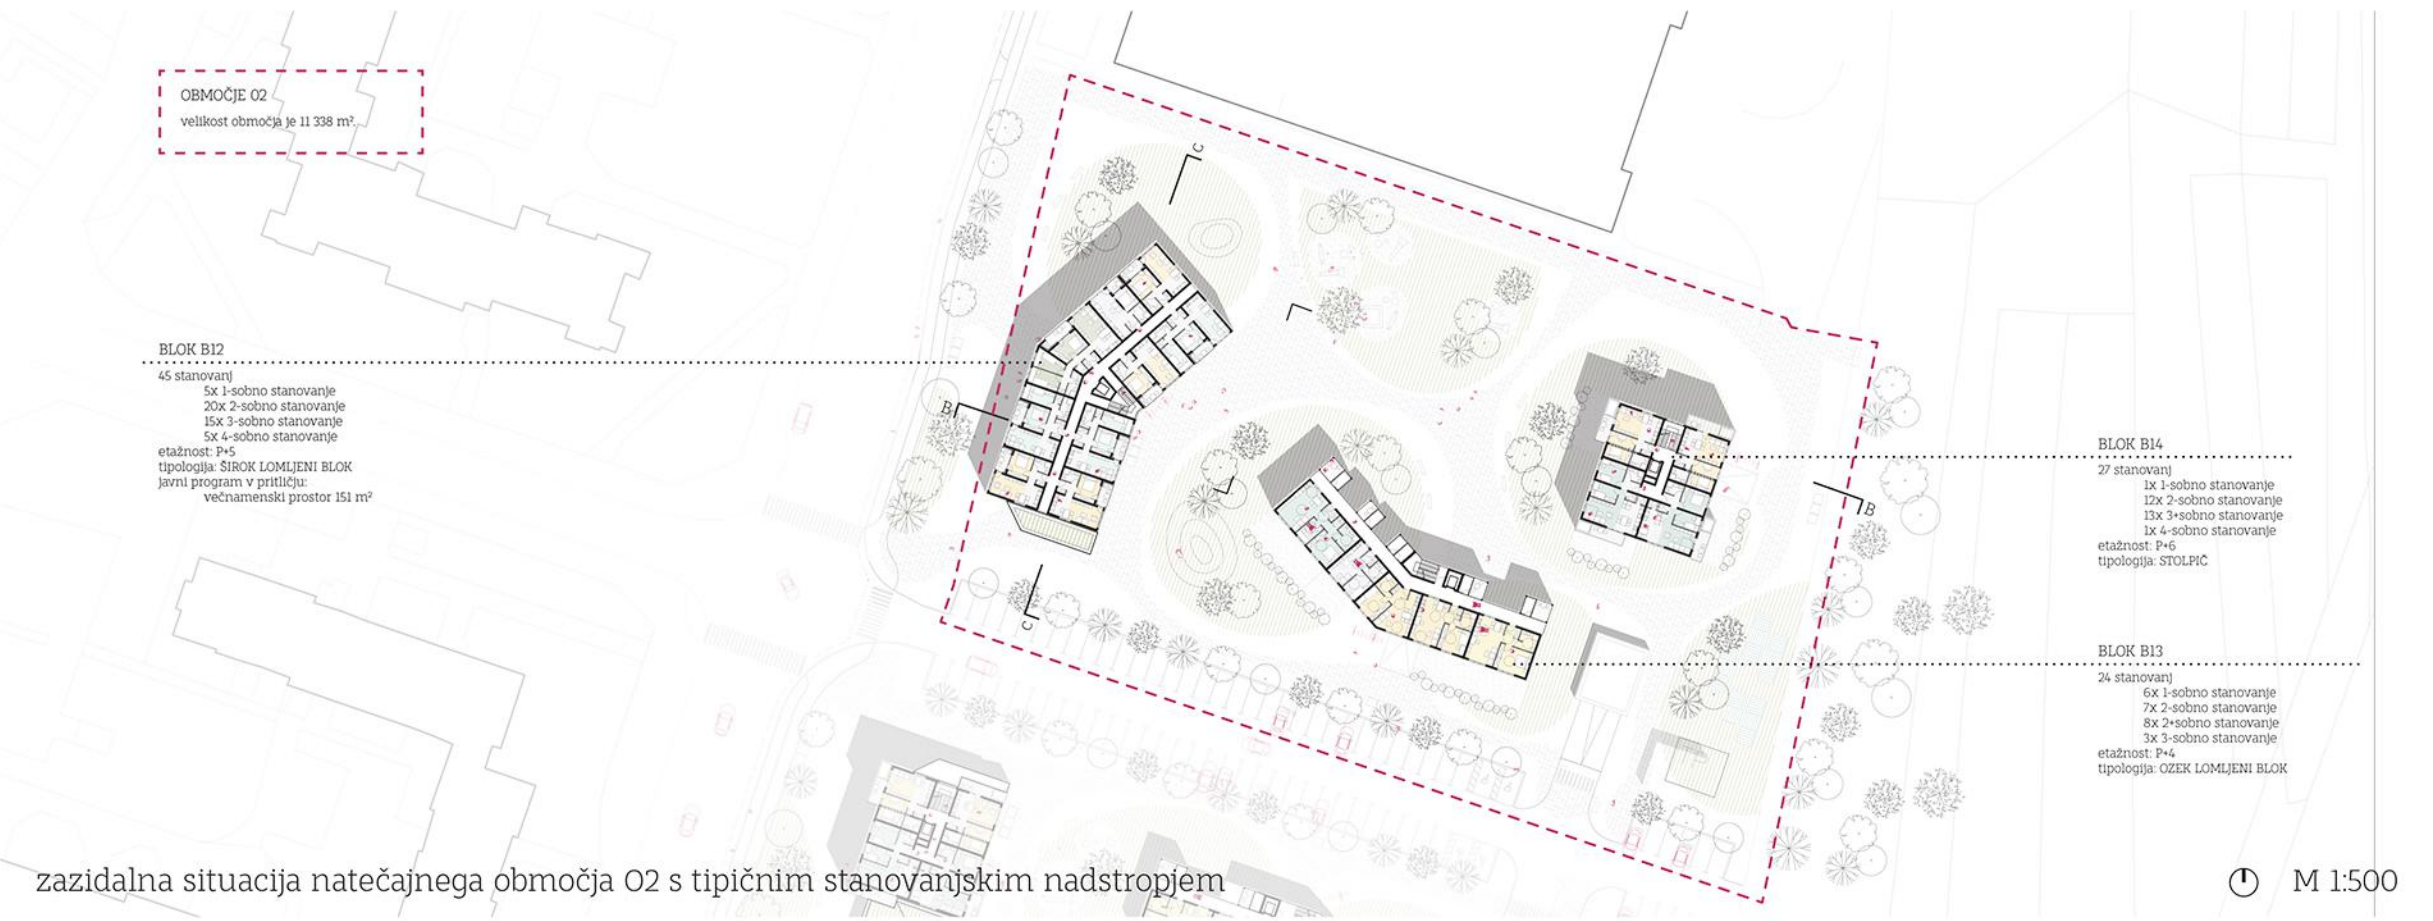 OBMOČJE 02
velikost območja je 11 338 m².
C
BLOK B12
45 stanovanj
5x 1-sobno stanovanje
20x 2-sobno stanovanje
15x 3-sobno stanovanje
5x 4-sobno stanovanje
etažnost: P+5
tipologija: ŠIROK LOMLJENI BLOK
javni program v pritličju:
večnamenski prostor 151 m²
B
BLOK B14
27 stanovanj
1x 1-sobno stanovanje
12x 2-sobno stanovanje
13x 3+sobno stanovanje
1x 4-sobno stanovanje
etažnost: P+6
tipologija: STOLPIČ
B
C
BLOK B13
24 stanovanj
6x 1-sobno stanovanje
7x 2-sobno stanovanje
8x 2+sobno stanovanje
3x 3-sobno stanovanje
etažnost: P+4
tipologija: OZEK LOMLJENI BLOK
zazidalna situacija natečajnega območja O2 s tipičnim stanovanjskim nadstropjem
M 1:500